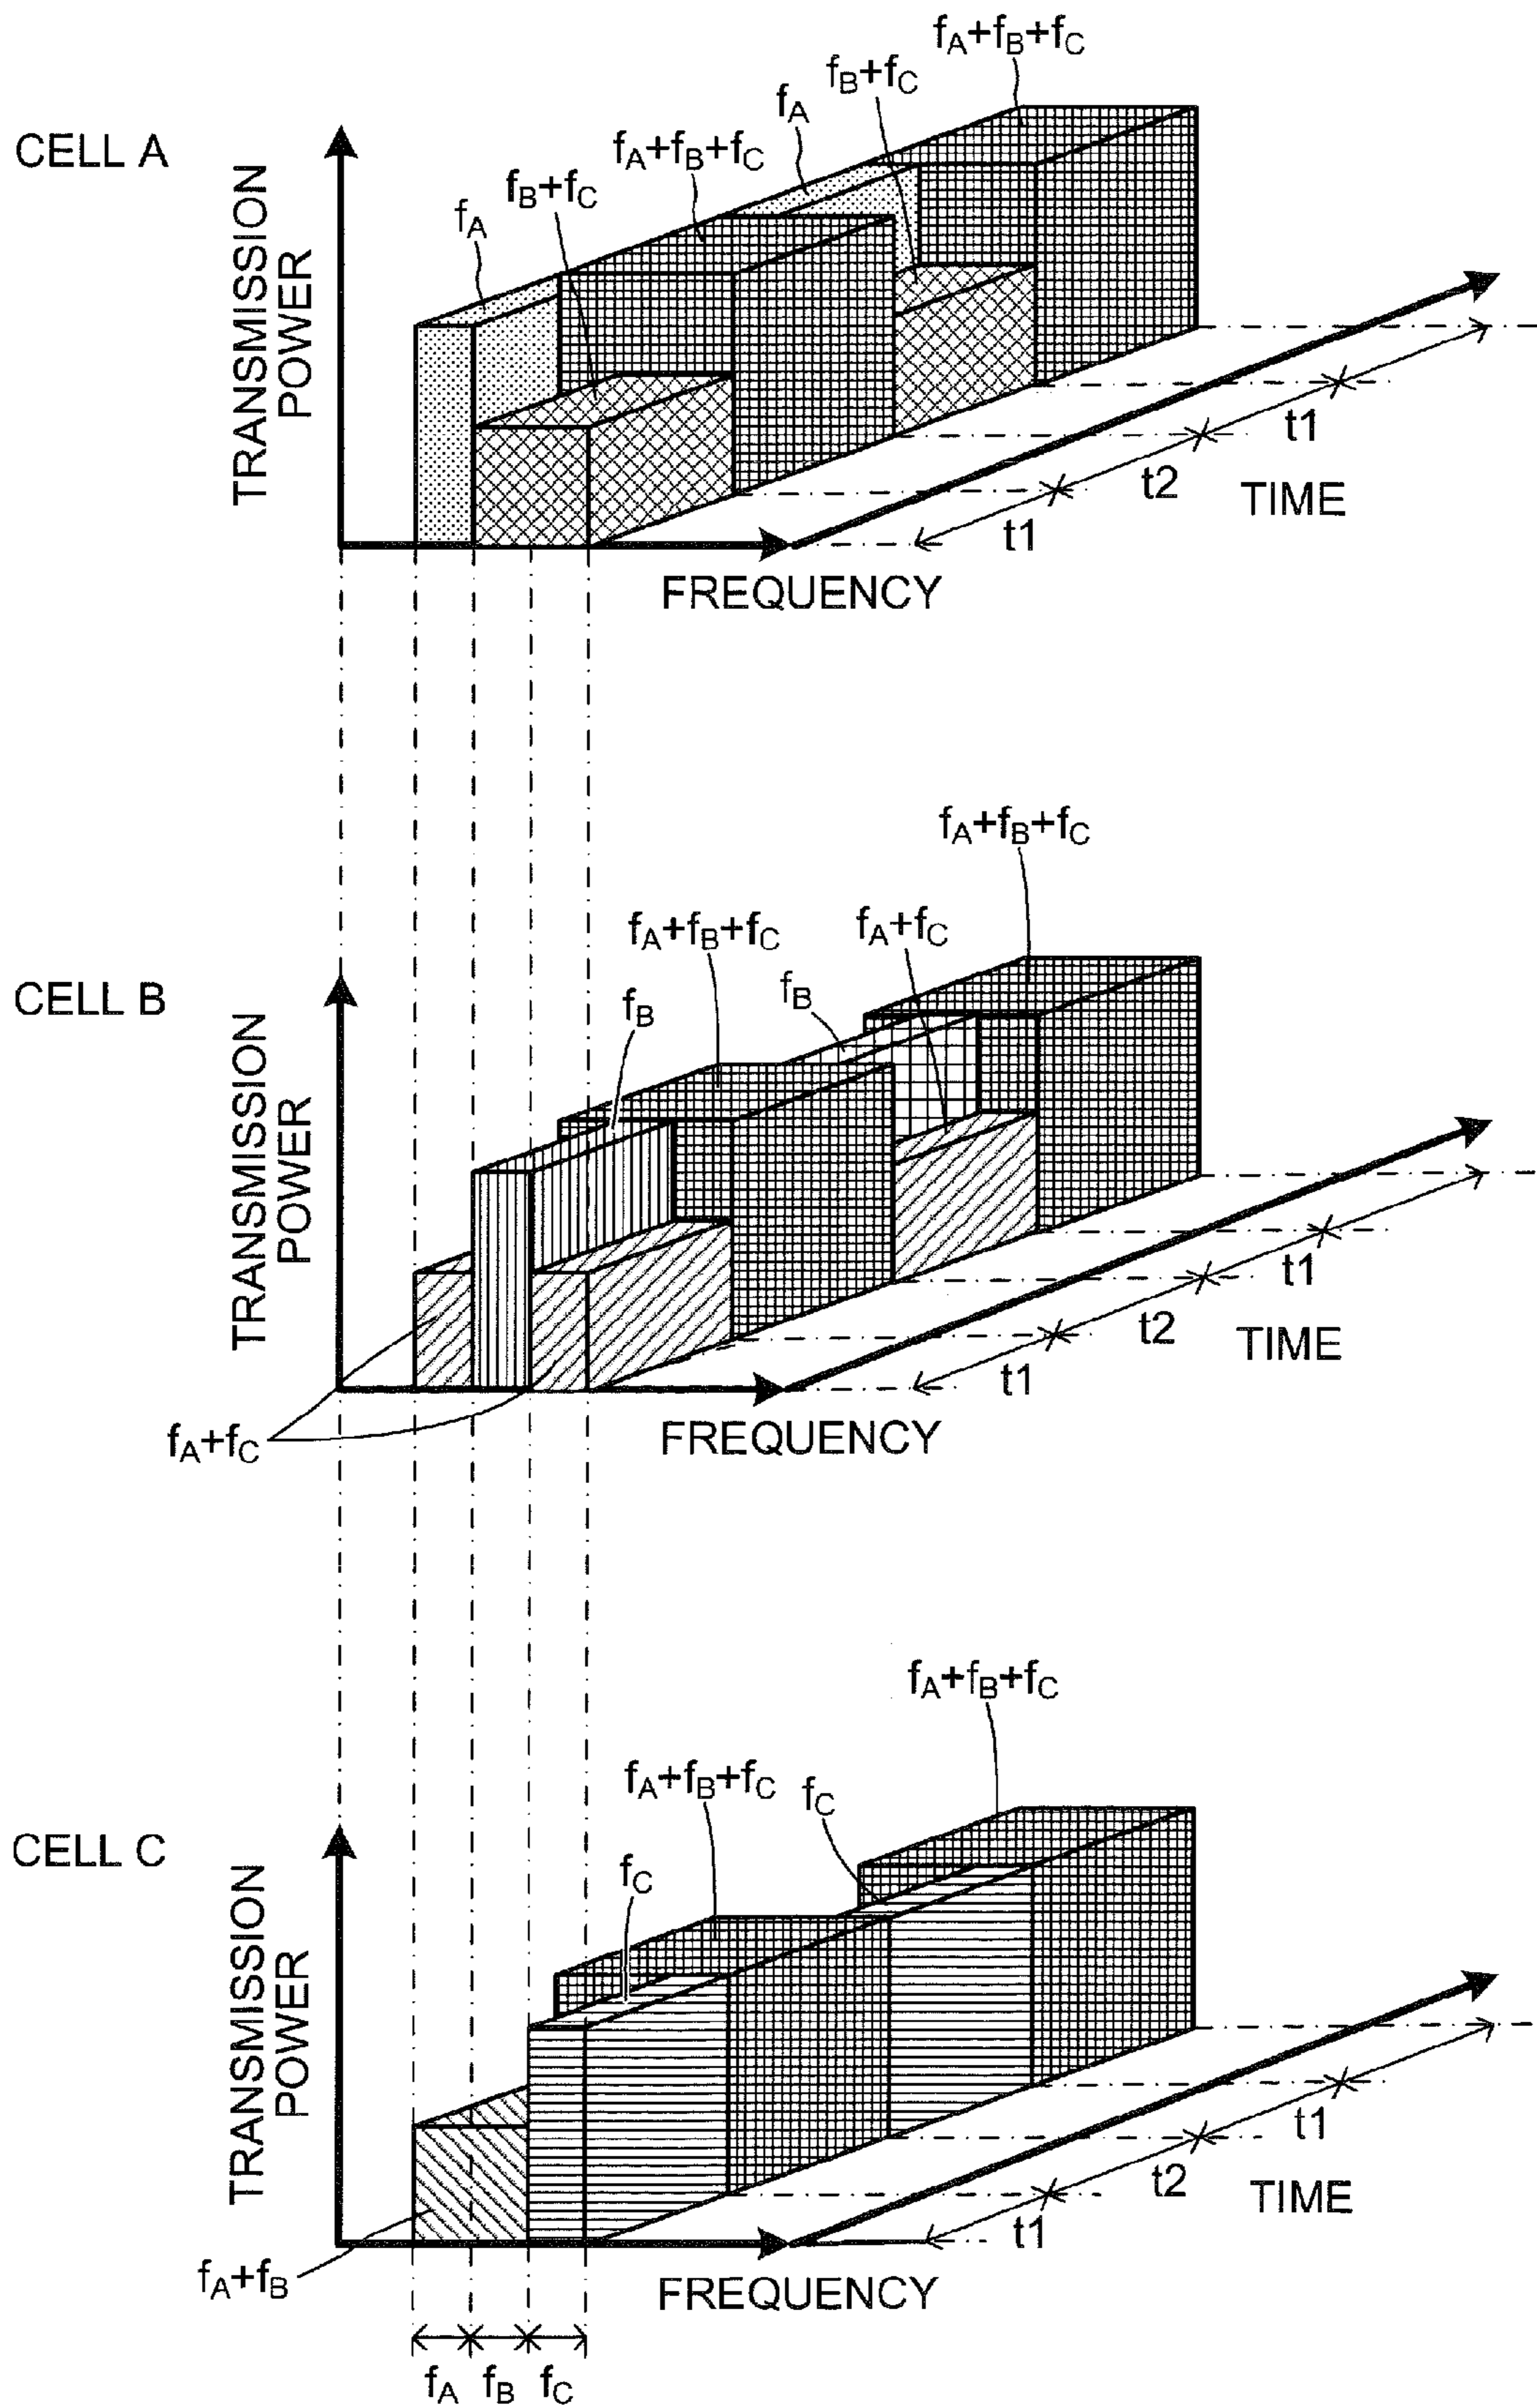 CELL A
TRANSMISSION
POWER
fA
fB+fC
fA+fB+fC
fA
fB+fC
fA+fB+fC
t1
t2
t1
TIME
FREQUENCY
CELL B
TRANSMISSION
POWER
fA+fC
fB
fA+fB+fC
fB
fA+fC
fA+fB+fC
t1
t2
t1
TIME
FREQUENCY
CELL C
TRANSMISSION
POWER
fA+fB
fC
fA+fB+fC
fC
fA+fB+fC
t1
t2
t1
TIME
FREQUENCY
fA fB fC